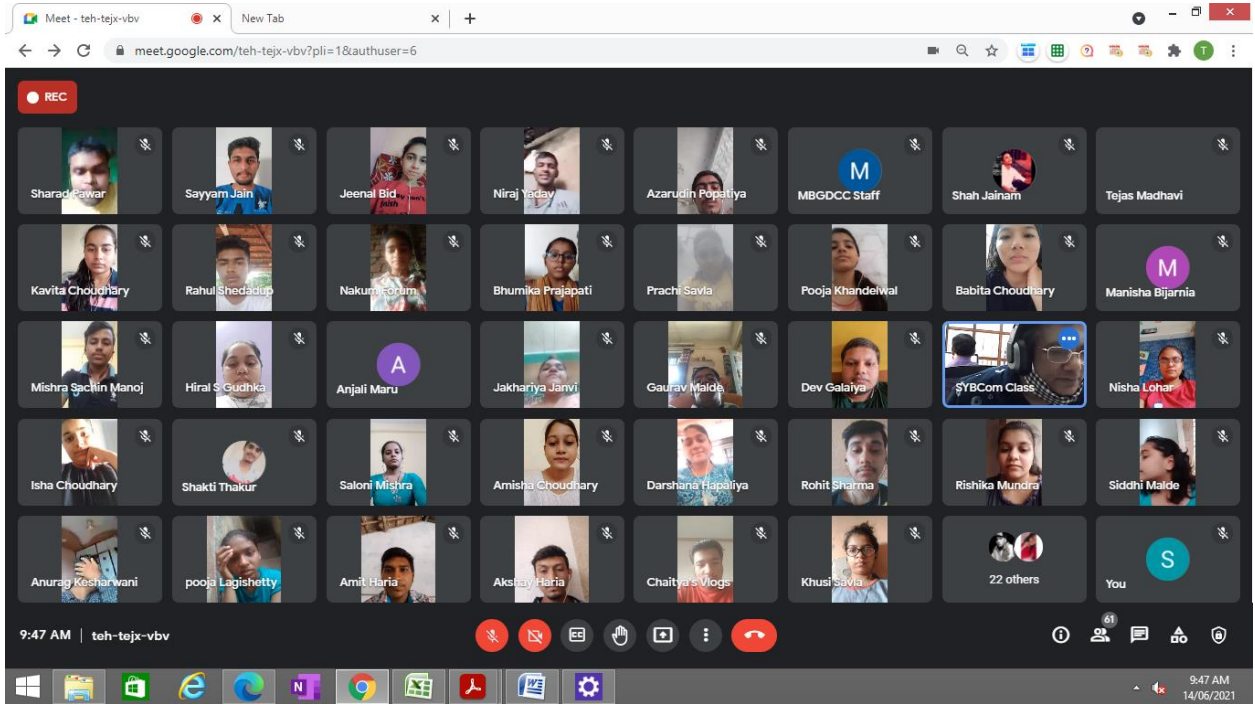 Meet - teh-tejx-vbv
New Tab
meet.google.com/teh-tejx-vbv?pli=1&authuser=6
T
REC
Sharad Pawar
Sayyam Jain
Jeenal Bid
Niraj Yadav
Azarudin Popatiya
M
MBGDCC Staff
Shah Jainam
Tejas Madhavi
Kavita Choudhary
Rahul Shedadup
Nakum Forum
Bhumika Prajapati
Prachi Savla
Pooja Khandelwal
Babita Choudhary
M
Manisha Bijarnia
Mishra Sachin Manoj
Hiral S Gudhka
A
Anjali Maru
Jakhariya Janvi
Gaurav Malde
Dev Galaiya
SYBCom Class
Nisha Lohar
Isha Choudhary
Shakti Thakur
Saloni Mishra
Amisha Choudhary
Darshana Hapaliya
Rohit Sharma
Rishika Mundra
Siddhi Malde
Anurag Kesharwani
pooja Lagishetty
Amit Haria
Akshay Haria
Chaitya's Vlogs
Khusi Savla
22 others
S
You
9:47 AM | teh-tejx-vbv
CC
61
N
9:47 AM
14/06/2021